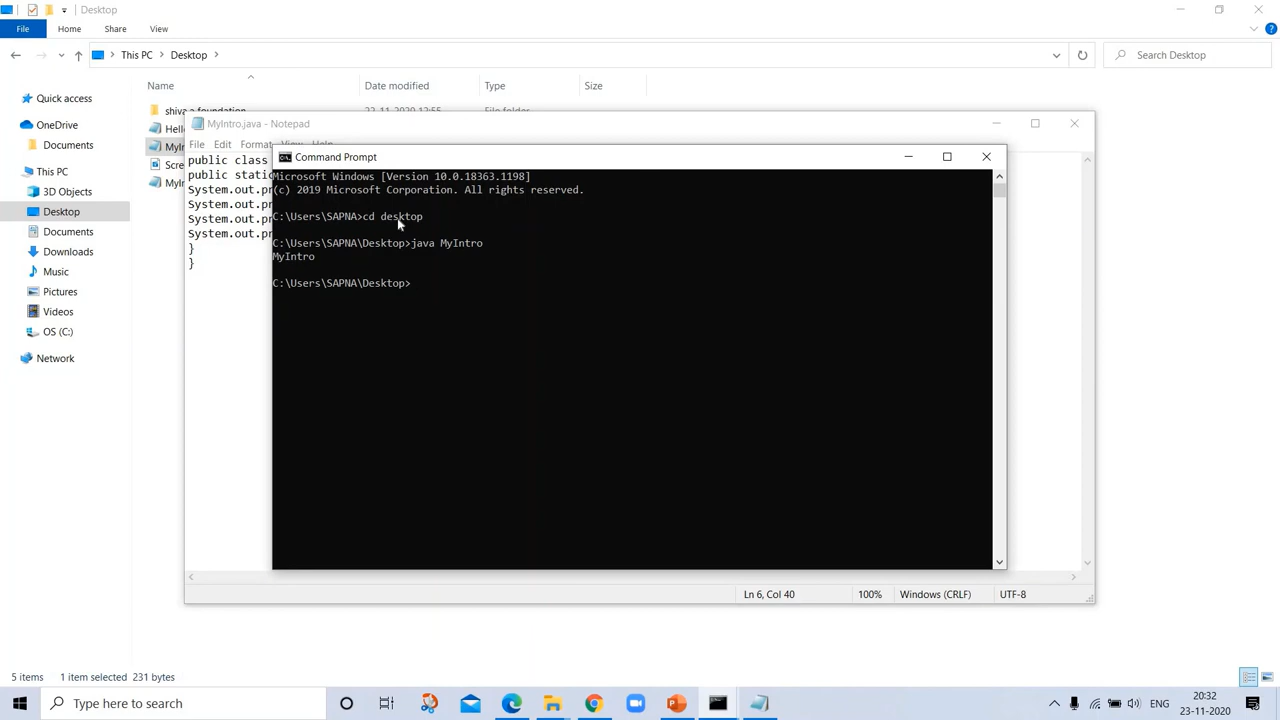 Desktop
File
Home
Share
View
This PC
Desktop
Search Desktop
Name
Date modified
Type
Size
Quick access
OneDrive
Documents
This PC
3D Objects
Desktop
Documents
Downloads
Music
Pictures
Videos
OS (C:)
Network
MyIntro.java - Notepad
File
Edit
Format
View
Help
public class
System.out.pr
System.out.pr
System.out.pr
System.out.pr
}
}
Command Prompt
Microsoft Windows [Version 10.0.18363.1198]
(c) 2019 Microsoft Corporation. All rights reserved.
C:\Users\SAPNA>cd desktop
C:\Users\SAPNA\Desktop>java MyIntro
MyIntro
C:\Users\SAPNA\Desktop>
Ln 6, Col 40
100%
Windows (CRLF)
UTF-8
5 items
1 item selected
231 bytes
Type here to search
ENG
20:32
23-11-2020